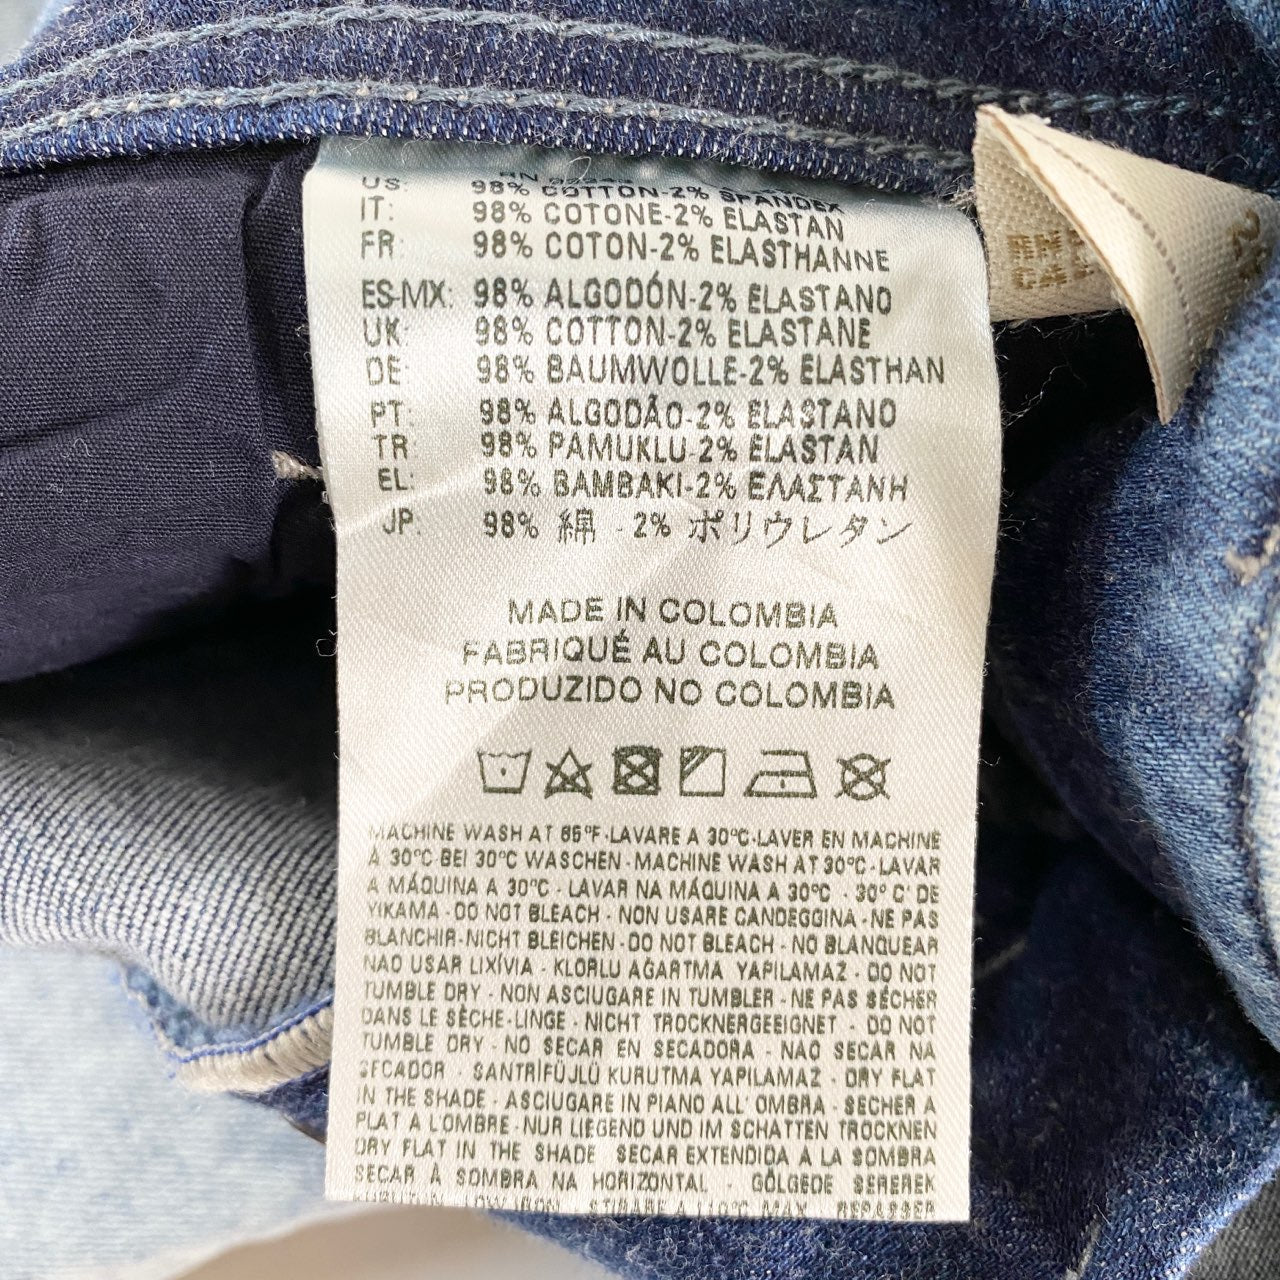 US: 98% COTTON-2% SPANDEX
IT: 98% COTONE-2% ELASTAN
FR: 98% COTON-2% ELASTHANNE
ES-MX: 98% ALGODÓN-2% ELASTANO
UK: 98% COTTON-2% ELASTANE
DE: 98% BAUMWOLLE-2% ELASTHAN
PT: 98% ALGODÃO-2% ELASTANO
TR: 98% PAMUKLU-2% ELASTAN
EL: 98% BAMBAKI-2% ΕΛΑΣΤΑΝΗ
JP: 98% 綿 - 2% ポリウレタン
MADE IN COLOMBIA
FABRIQUÉ AU COLOMBIA
PRODUZIDO NO COLOMBIA
MACHINE WASH AT 85°F-LAVARE A 30°C-LAVER EN MACHINE
A 30°C-BEI 30°C WASCHEN-MACHINE WASH AT 30°C-LAVAR
A MÁQUINA A 30°C - LAVAR NA MÁQUINA A 30°C - 30° C' DE
YIKAMA - DO NOT BLEACH - NON USARE CANDEGGINA - NE PAS
BLANCHIR-NICHT BLEICHEN-DO NOT BLEACH - NO BLANQUEAR
NAO USAR LIXÍVIA - KLORLU AĞARTMA YAPILAMAZ - DO NOT
TUMBLE DRY - NON ASCIUGARE IN TUMBLER - NE PAS SÉCHER
DANS LE SÈCHE-LINGE - NICHT TROCKNERGEEIGNET - DO NOT
TUMBLE DRY - NO SECAR EN SECADORA - NAO SECAR NA
SECADOR - SANTRİFÜJLÜ KURUTMA YAPILAMAZ - DRY FLAT
IN THE SHADE - ASCIUGARE IN PIANO ALL' OMBRA - SÉCHER A
PLAT A LOMBRE-NUR LIEGEND UND IM SCHATTEN TROCKNEN
DRY FLAT IN THE SHADE SECAR EXTENDIDA A LA SOMBRA
SECAR À SOMBRA NA HORIZONTAL - GÖLGEDE SEREREK
RN
CA